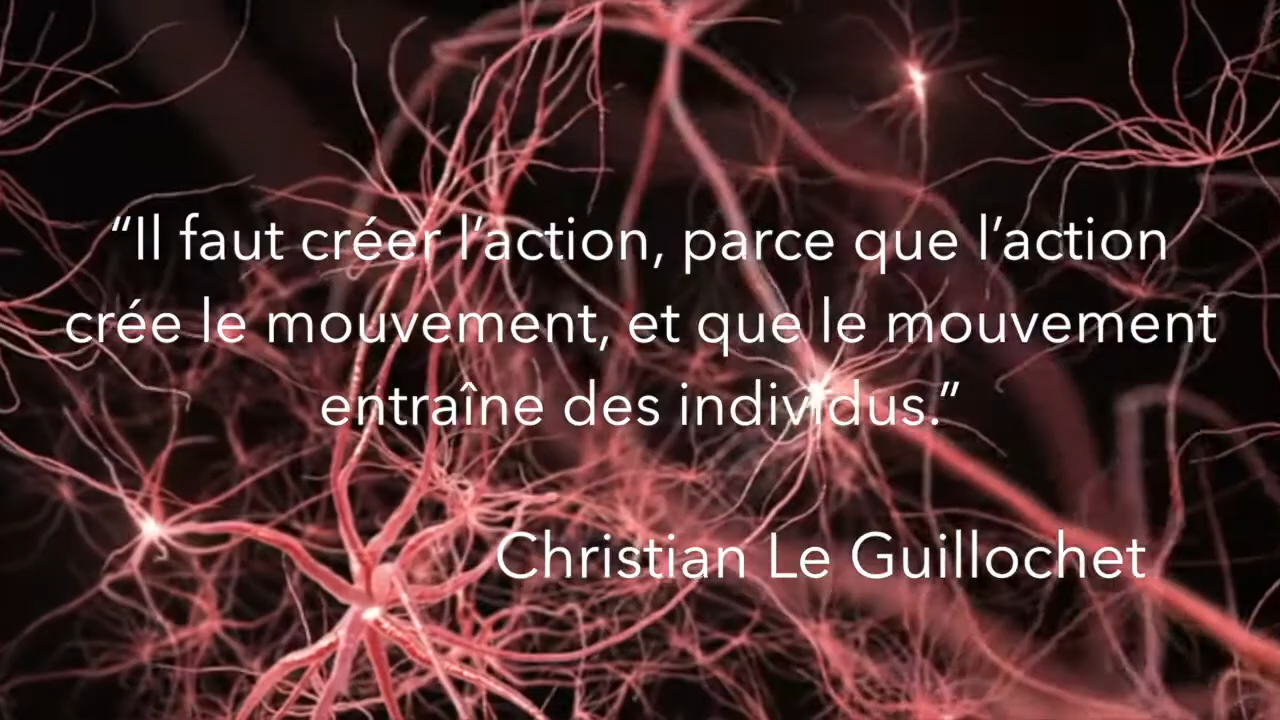 “Il faut créer l’action, parce que l’action
crée le mouvement, et que le mouvement
entraîne des individus.”
Christian Le Guillochet